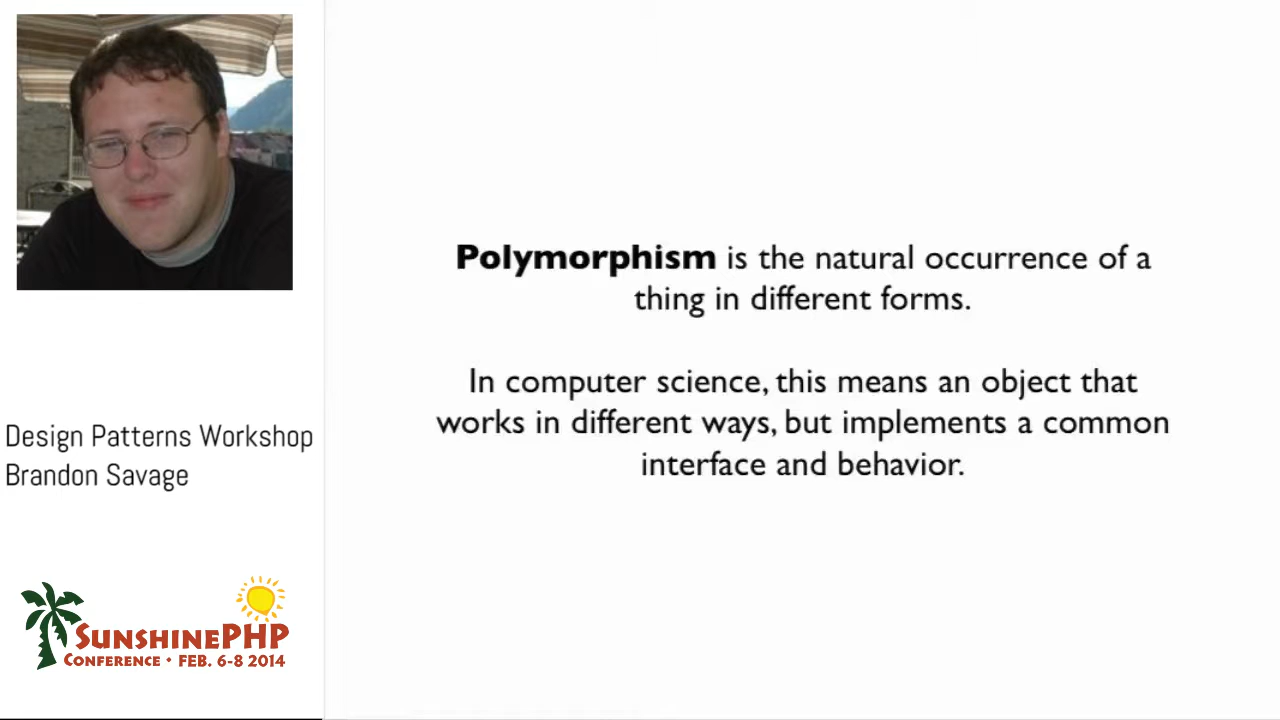 Polymorphism is the natural occurrence of a
thing in different forms.
In computer science, this means an object that
works in different ways, but implements a common
interface and behavior.
Design Patterns Workshop
Brandon Savage
SUNSHINEPHP
CONFERENCE • FEB. 6-8 2014